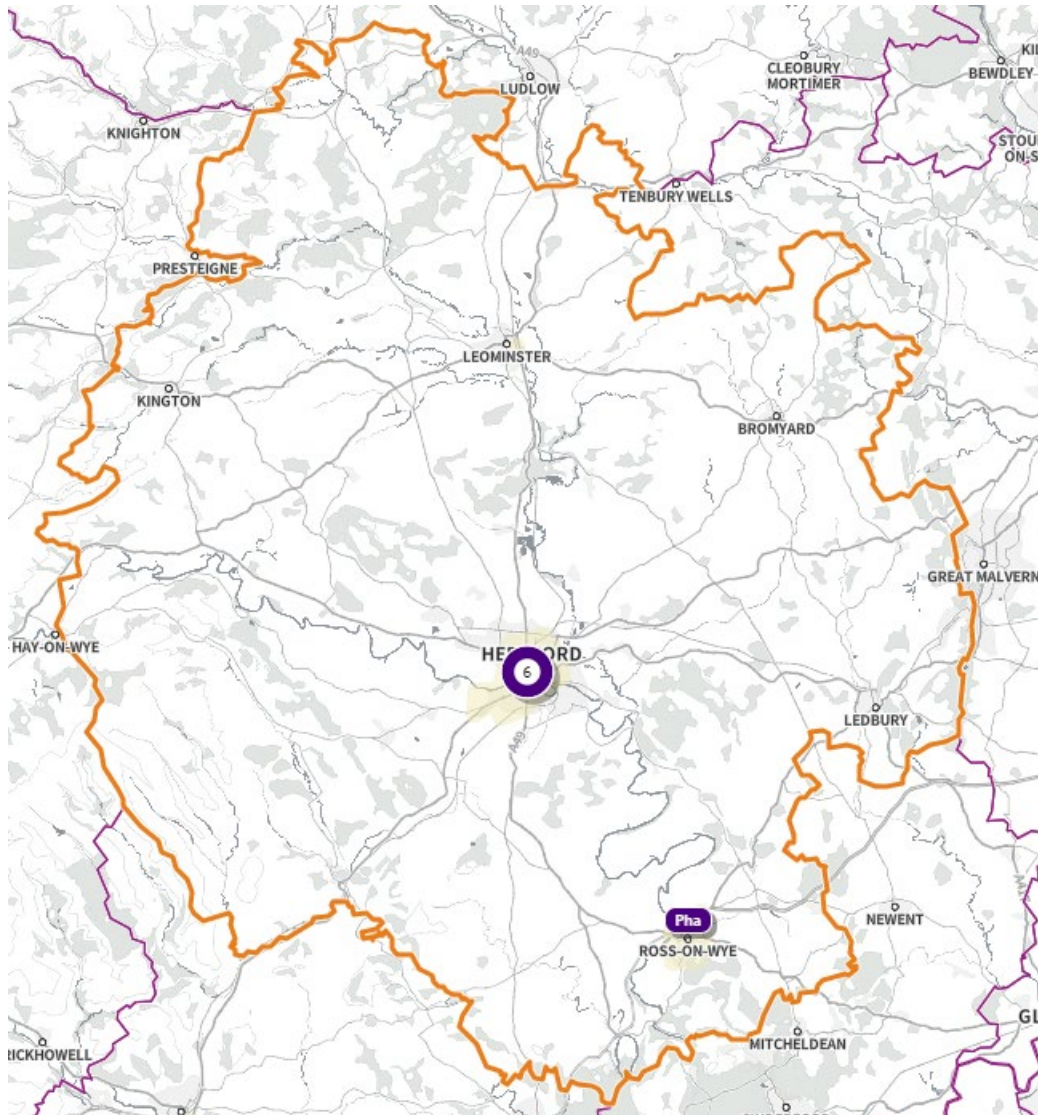 A49
LUDLOW
CLEOBURY
MORTIMER
BEWDLEY
KNIGHTON
TENBURY WELLS
PRESTEIGNE
LEOMINSTER
KINGTON
BROMYARD
GREAT MALVERN
HAY-ON-WYE
6
LEDBURY
A49
Pha
NEWENT
ROSS-ON-WYE
MITCHELDEAN
RICKHOWELL